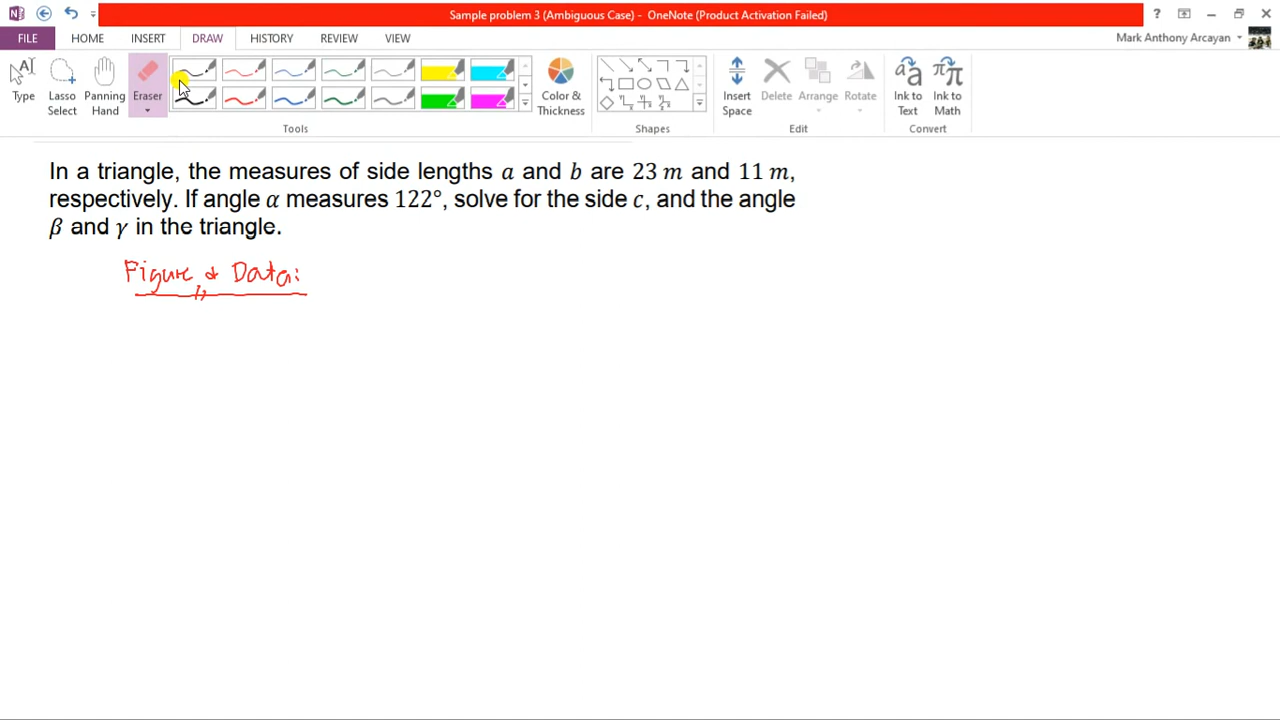 Sample problem 3 (Ambiguous Case) - OneNote (Product Activation Failed)
?
FILE HOME INSERT DRAW HISTORY REVIEW VIEW
Mark Anthony Arcayan
Type
Lasso Select
Panning Hand
Eraser
Color & Thickness
Insert Space
Delete
Arrange
Rotate
Ink to Text
Ink to Math
Tools
Shapes
Edit
Convert
In a triangle, the measures of side lengths a and b are 23 m and 11 m,
respectively. If angle α measures 122°, solve for the side c, and the angle
β and γ in the triangle.
Figure & Data: